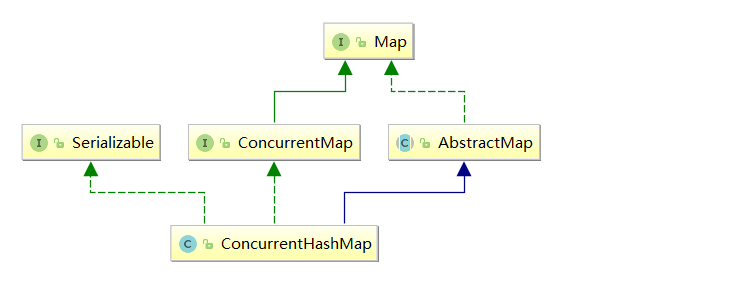 I Map
I Serializable
I ConcurrentMap
C AbstractMap
C ConcurrentHashMap